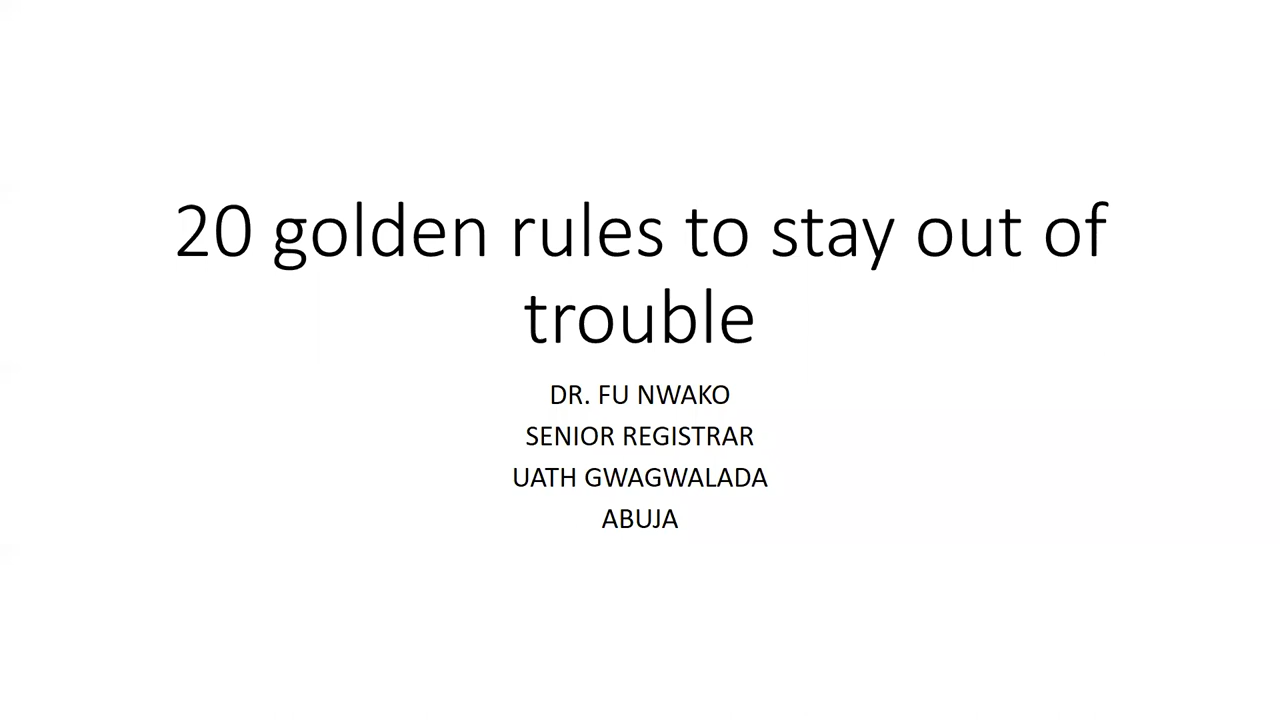 20 golden rules to stay out of
trouble
DR. FU NWAKO
SENIOR REGISTRAR
UATH GWAGWALADA
ABUJA